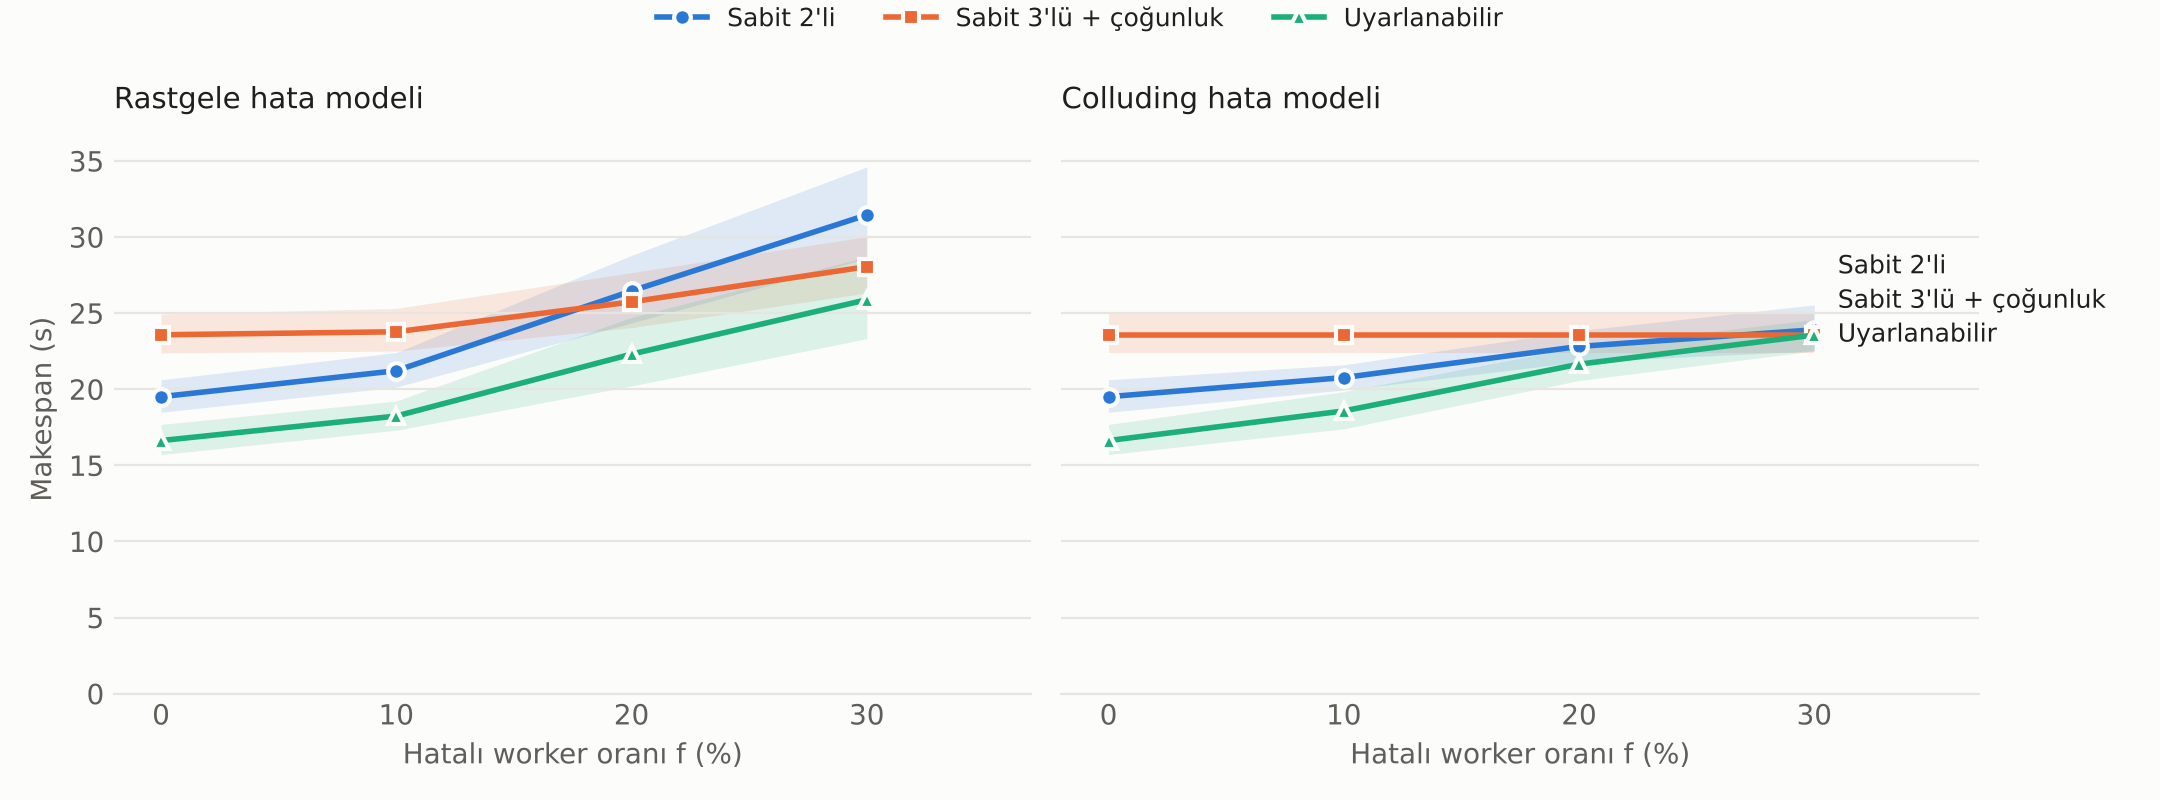 Sabit 2'li Sabit 3'lü + çoğunluk Uyarlanabilir
Rastgele hata modeli
Colluding hata modeli
Makespan (s)
35
30
25
20
15
10
5
0
0 10 20 30
Hatalı worker oranı f (%)
Sabit 2'li
Sabit 3'lü + çoğunluk
Uyarlanabilir
0 10 20 30
Hatalı worker oranı f (%)